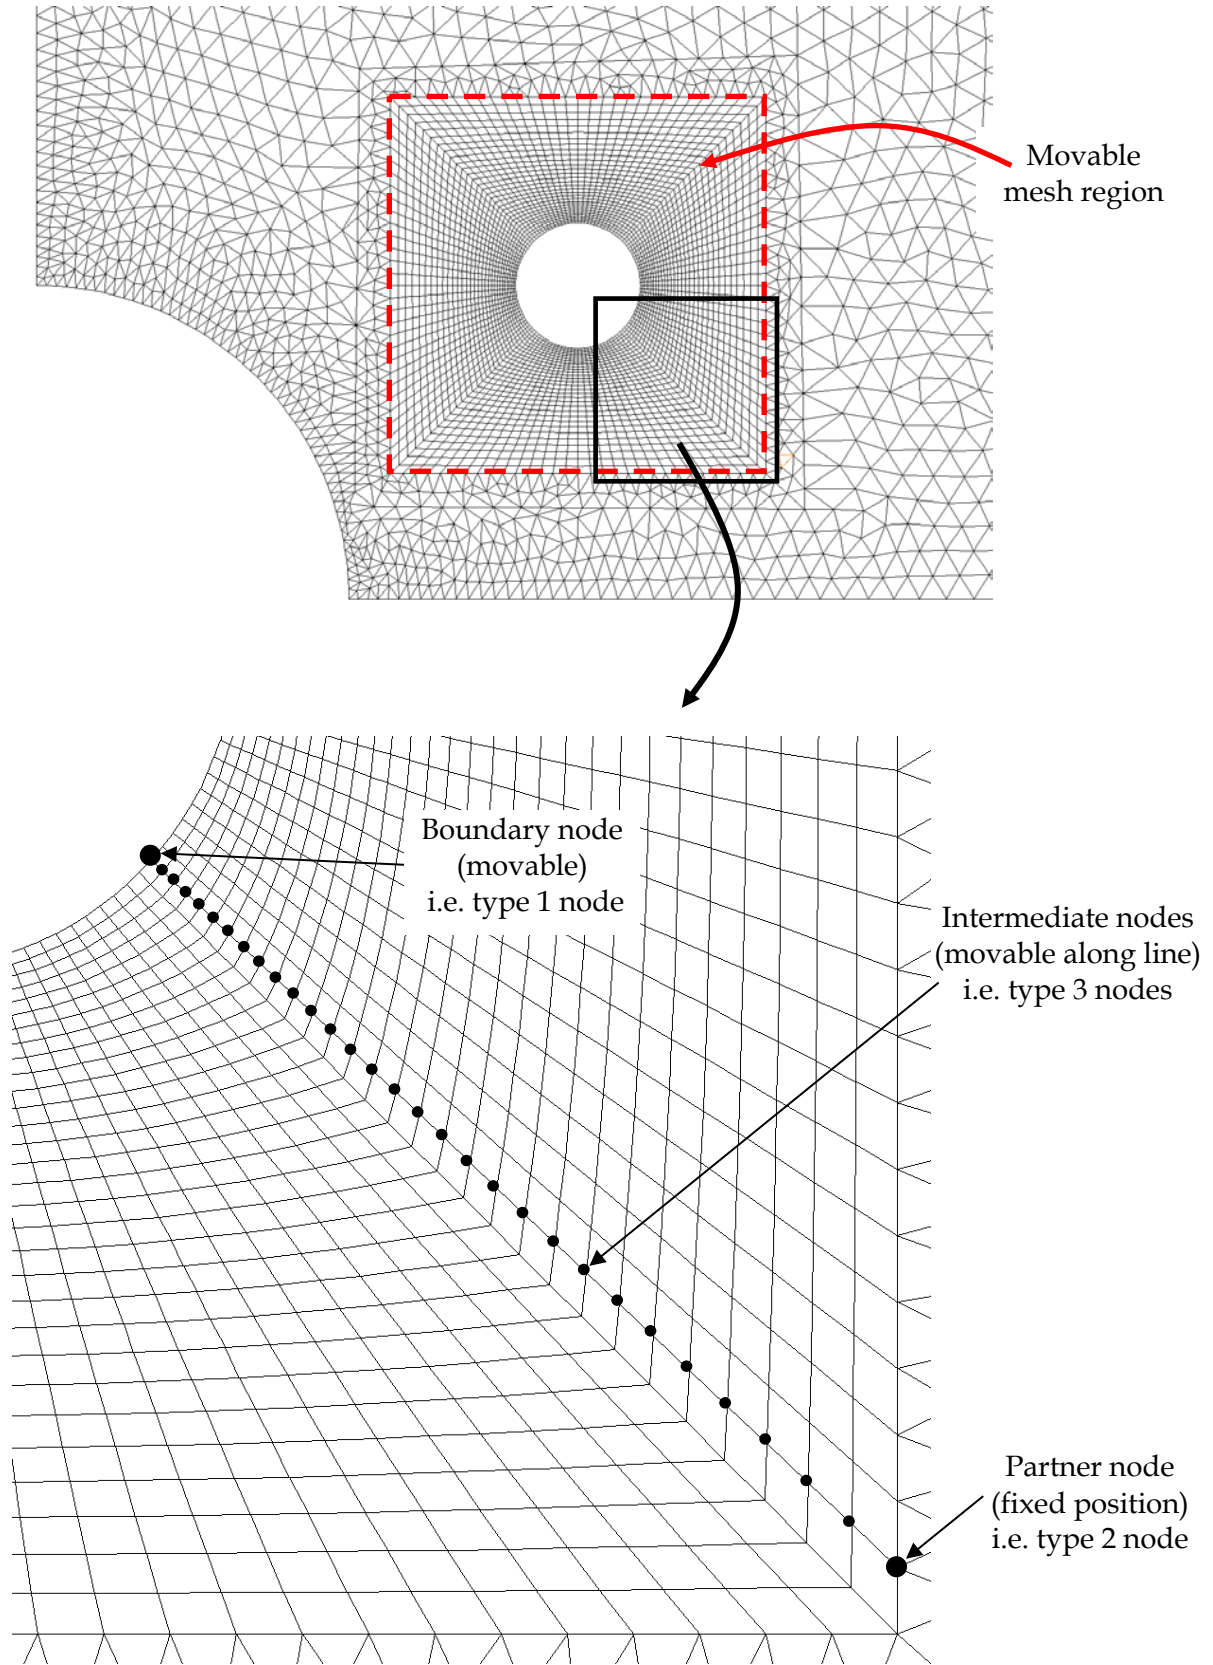 Movable
mesh region
Boundary node
(movable)
i.e. type 1 node
Intermediate nodes
(movable along line)
i.e. type 3 nodes
Partner node
(fixed position)
i.e. type 2 node